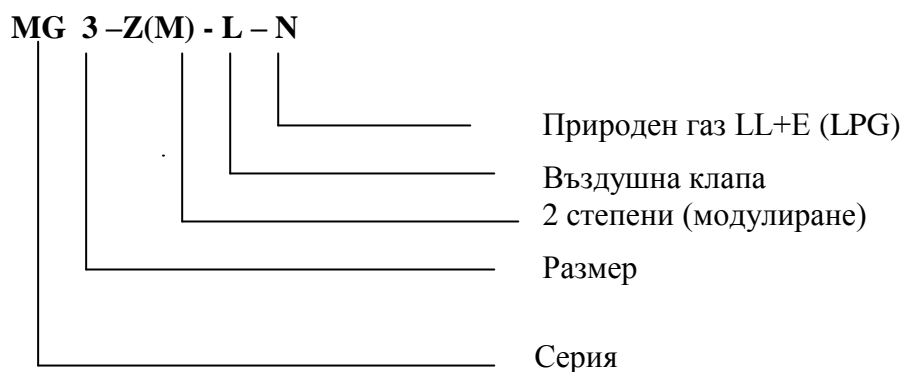 MG 3 –Z(M) - L – N
Природен газ LL+E (LPG)
Въздушна клапа
2 степени (модулиране)
Размер
Серия